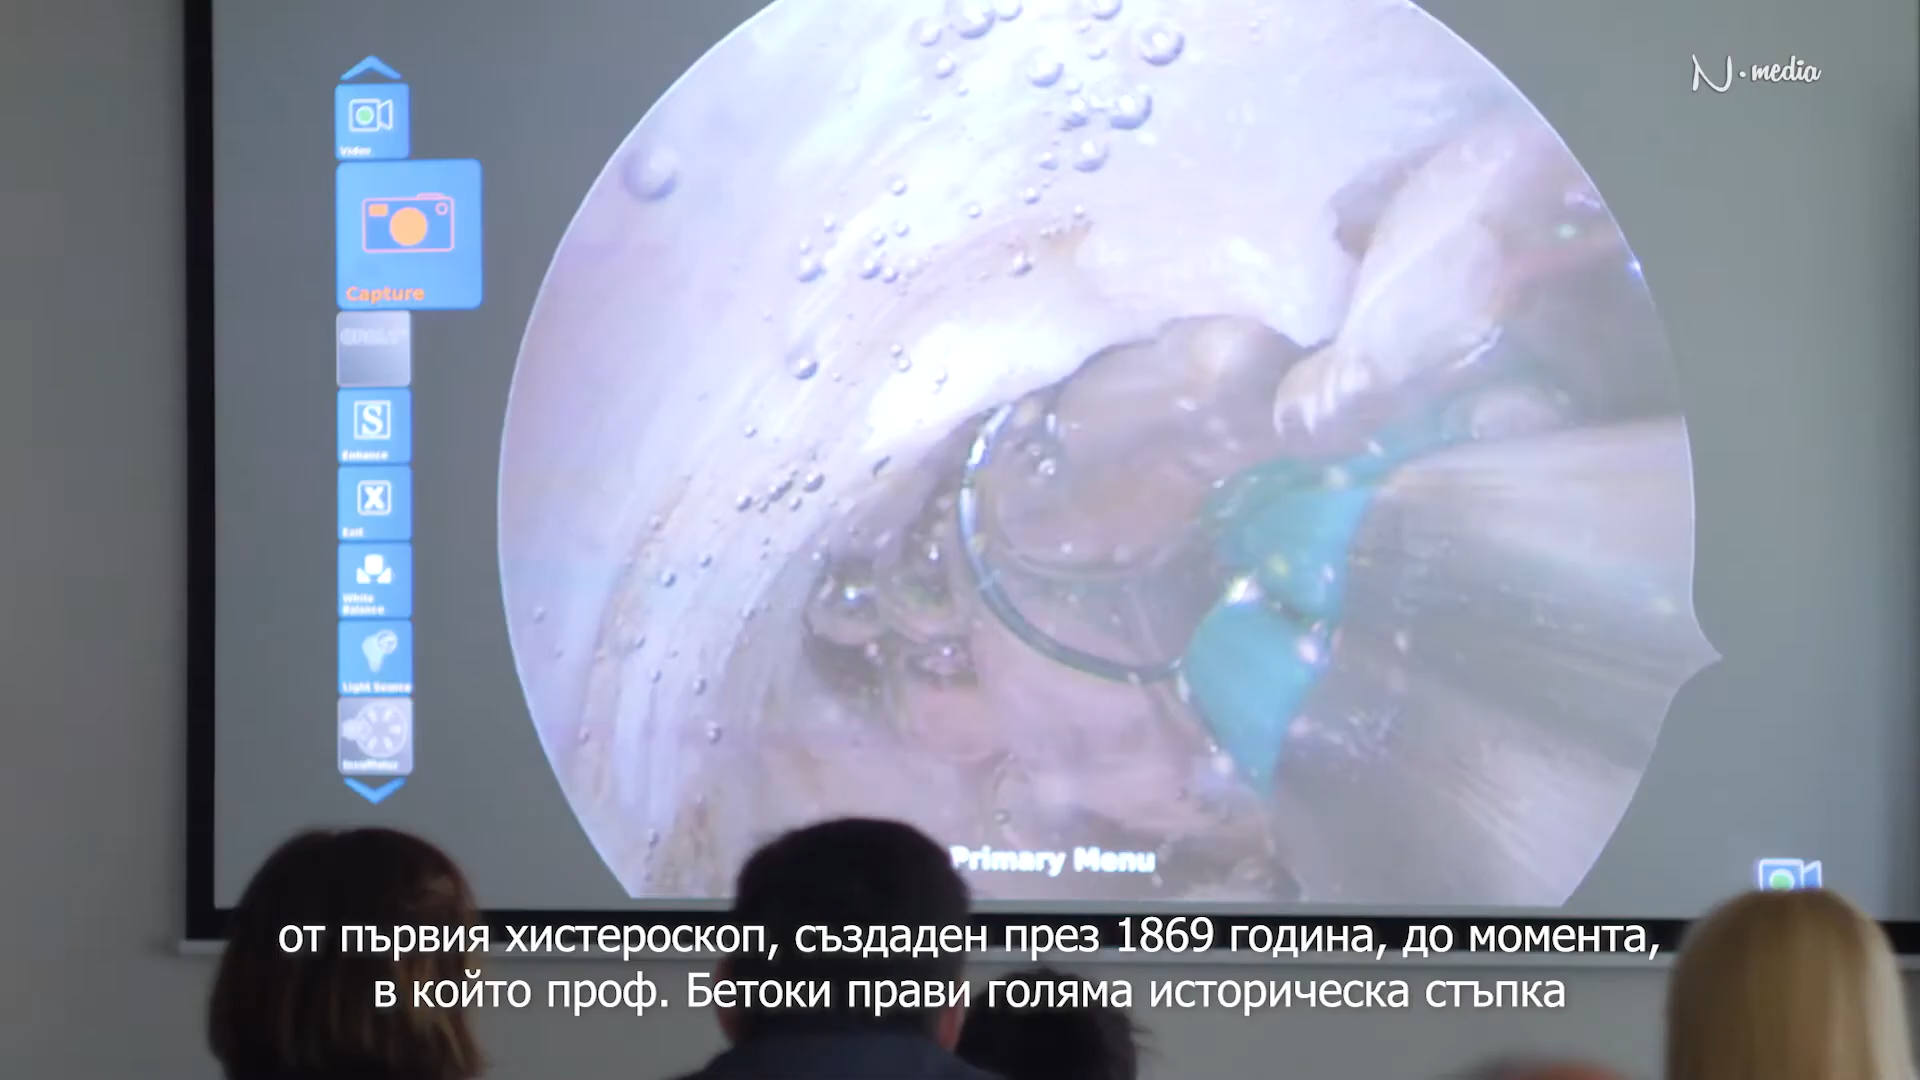 N·media
Video
Capture
Enhance
Exit
White
Balance
Light Source
Primary Menu
от първия хистероскоп, създаден през 1869 година, до момента,
в който проф. Бетоки прави голяма историческа стъпка